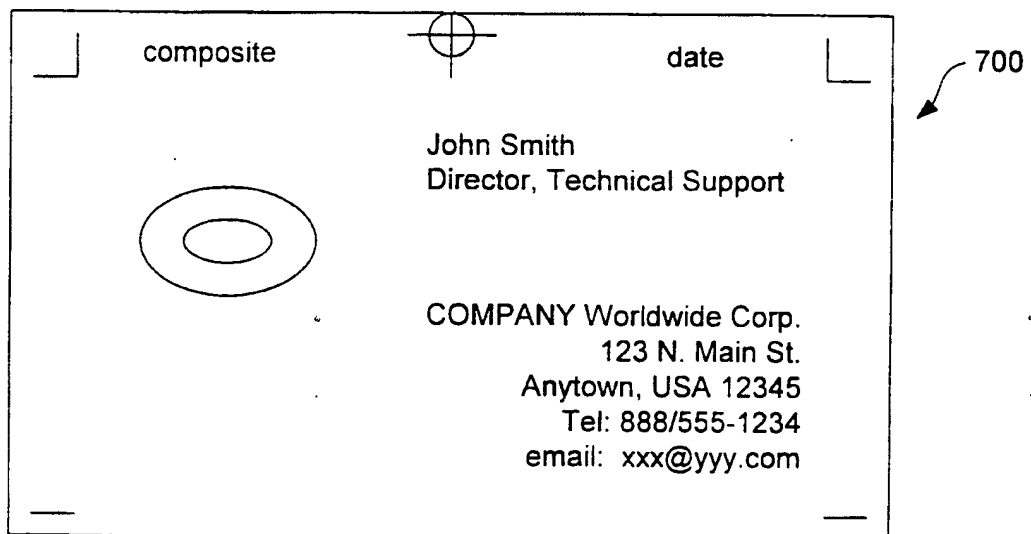 composite date
700
John Smith
Director, Technical Support
COMPANY Worldwide Corp.
123 N. Main St.
Anytown, USA 12345
Tel: 888/555-1234
email: xxx@yyy.com